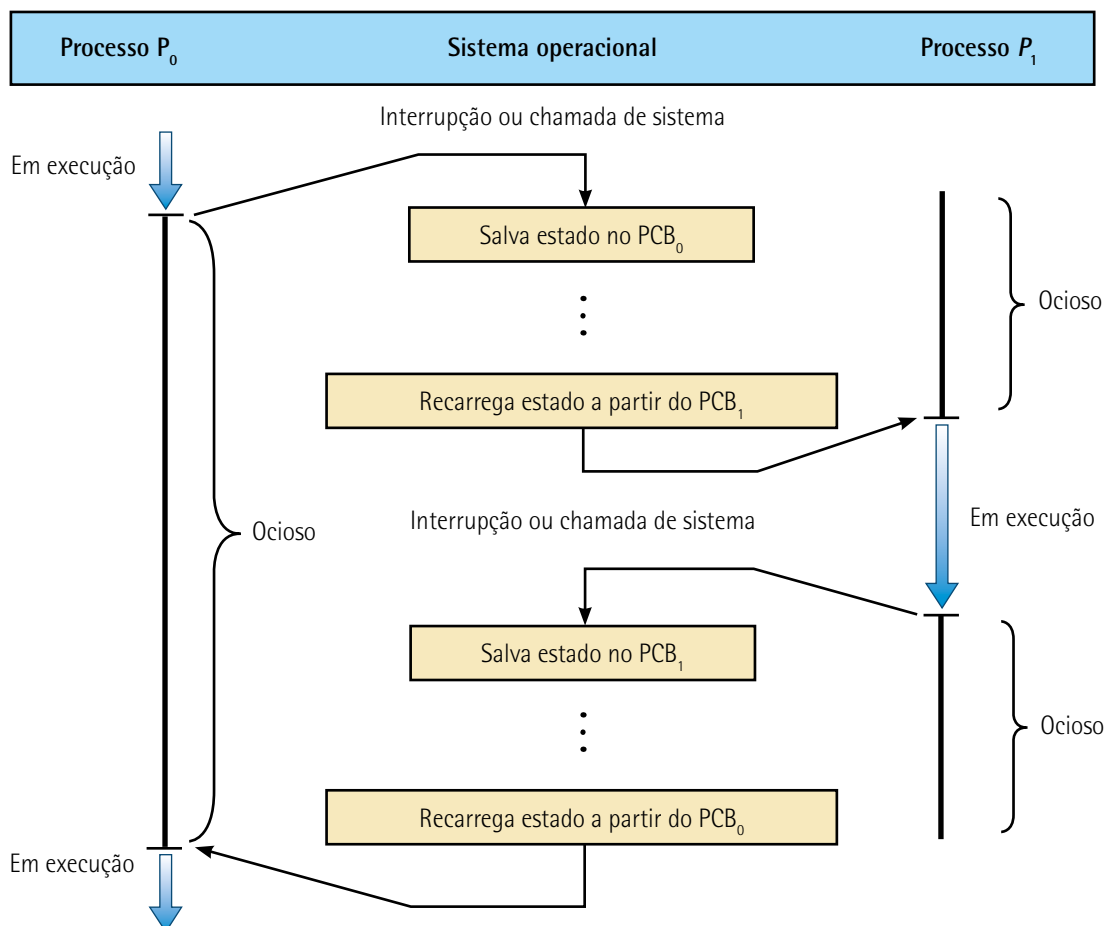 Processo P₀ Sistema operacional Processo P₁
Interrupção ou chamada de sistema
Em execução
Salva estado no PCB₀
Ocioso
Recarrega estado a partir do PCB₁
Ocioso
Interrupção ou chamada de sistema
Em execução
Salva estado no PCB₁
Ocioso
Recarrega estado a partir do PCB₀
Em execução